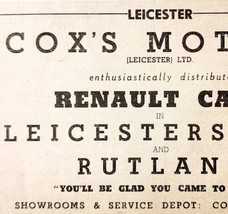 LEICESTER
COX'S MOT
(LEICESTER) LTD.
enthusiastically distribut
RENAULT CA
IN
LEICESTERS
AND
RUTLAN
"YOU'LL BE GLAD YOU CAME TO
SHOWROOMS & SERVICE DEPOT: CO